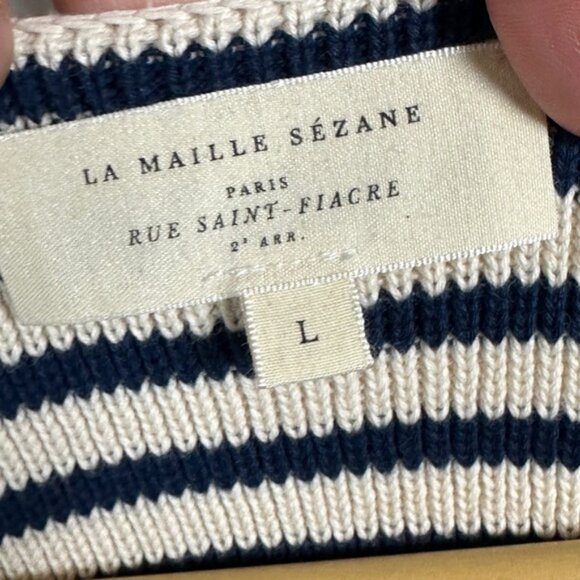 LA MAILLE SÉZANE
PARIS
RUE SAINT-FIACRE
2ᵉ ARR.
L